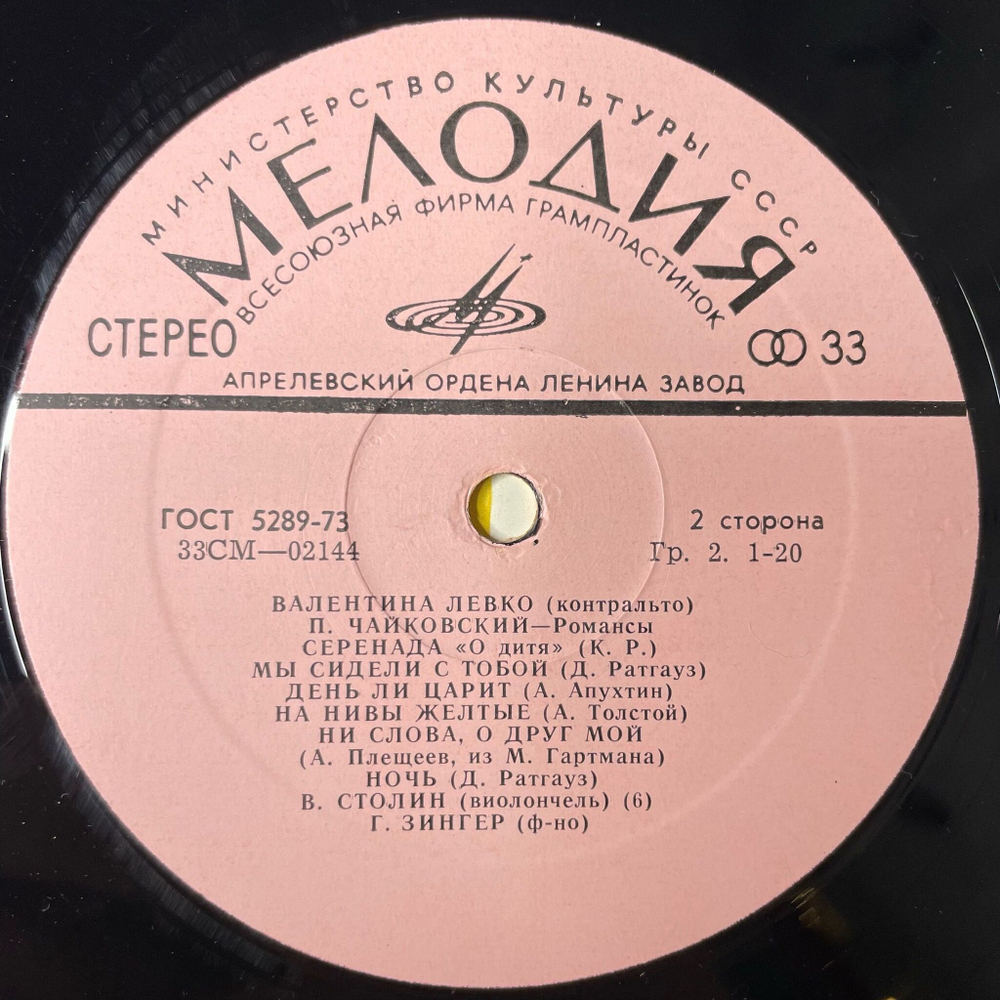 МИНИСТЕРСТВО КУЛЬТУРЫ СССР
МЕЛОДИЯ
ВСЕСОЮЗНАЯ ФИРМА ГРАМПЛАСТИНОК
СТЕРЕО
33
АПРЕЛЕВСКИЙ ОРДЕНА ЛЕНИНА ЗАВОД
ГОСТ 5289-73
2 сторона
33СМ—02144
Гр. 2. 1-20
ВАЛЕНТИНА ЛЕВКО (контральто)
П. ЧАЙКОВСКИЙ—Романсы
СЕРЕНАДА «О дитя» (К. Р.)
МЫ СИДЕЛИ С ТОБОЙ (Д. Ратгауз)
ДЕНЬ ЛИ ЦАРИТ (А. Апухтин)
НА НИВЫ ЖЕЛТЫЕ (А. Толстой)
НИ СЛОВА, О ДРУГ МОЙ
(А. Плещеев, из М. Гартмана)
НОЧЬ (Д. Ратгауз)
В. СТОЛИН (виолончель) (6)
Г. ЗИНГЕР (ф-но)